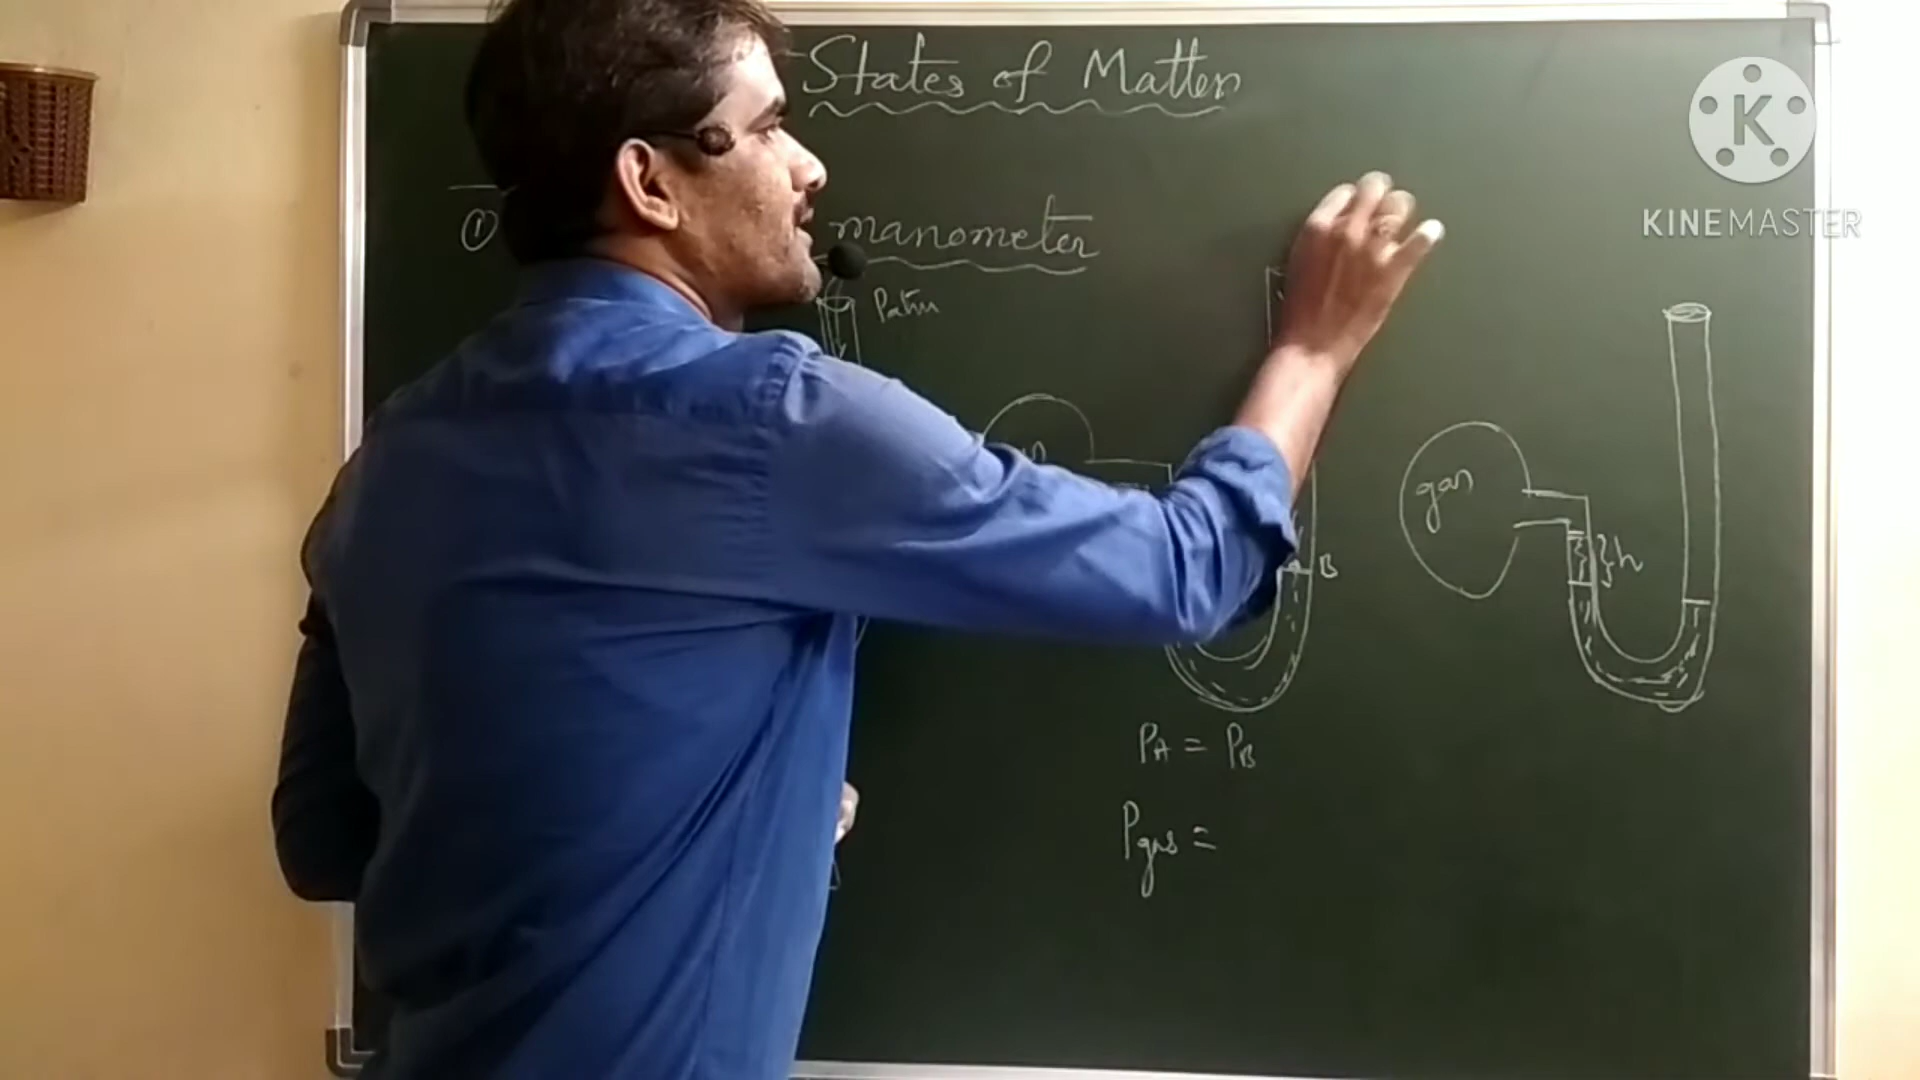 States of Matter
① manometer
Patm
gas
h
B
PA = PB
Pgas =
K
KINEMASTER